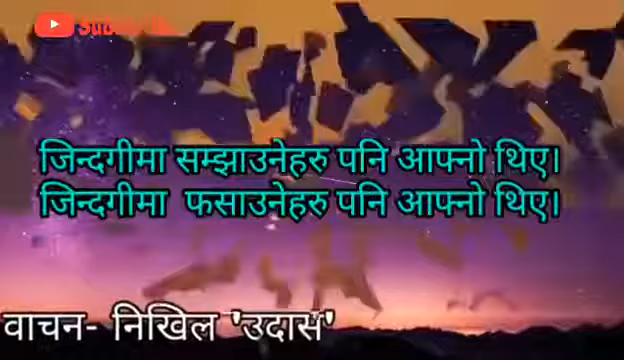 जिन्दगीमा सम्झाउनेहरु पनि आफ्नो थिए।
जिन्दगीमा फसाउनेहरु पनि आफ्नो थिए।
वाचन- निखिल 'उदास'